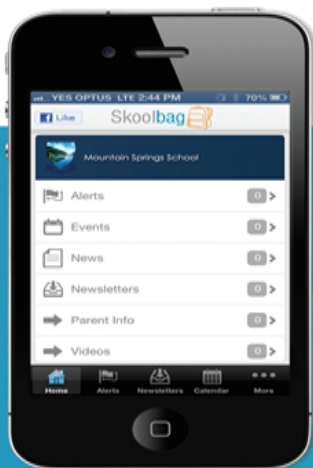 YES OPTUS LTE 2:44 PM 70%
Like
Skoolbag
Mountain Springs School
Alerts 0
Events 0
News 0
Newsletters 0
Parent Info 0
Videos 0
Home Alerts Newsletters Calendar More